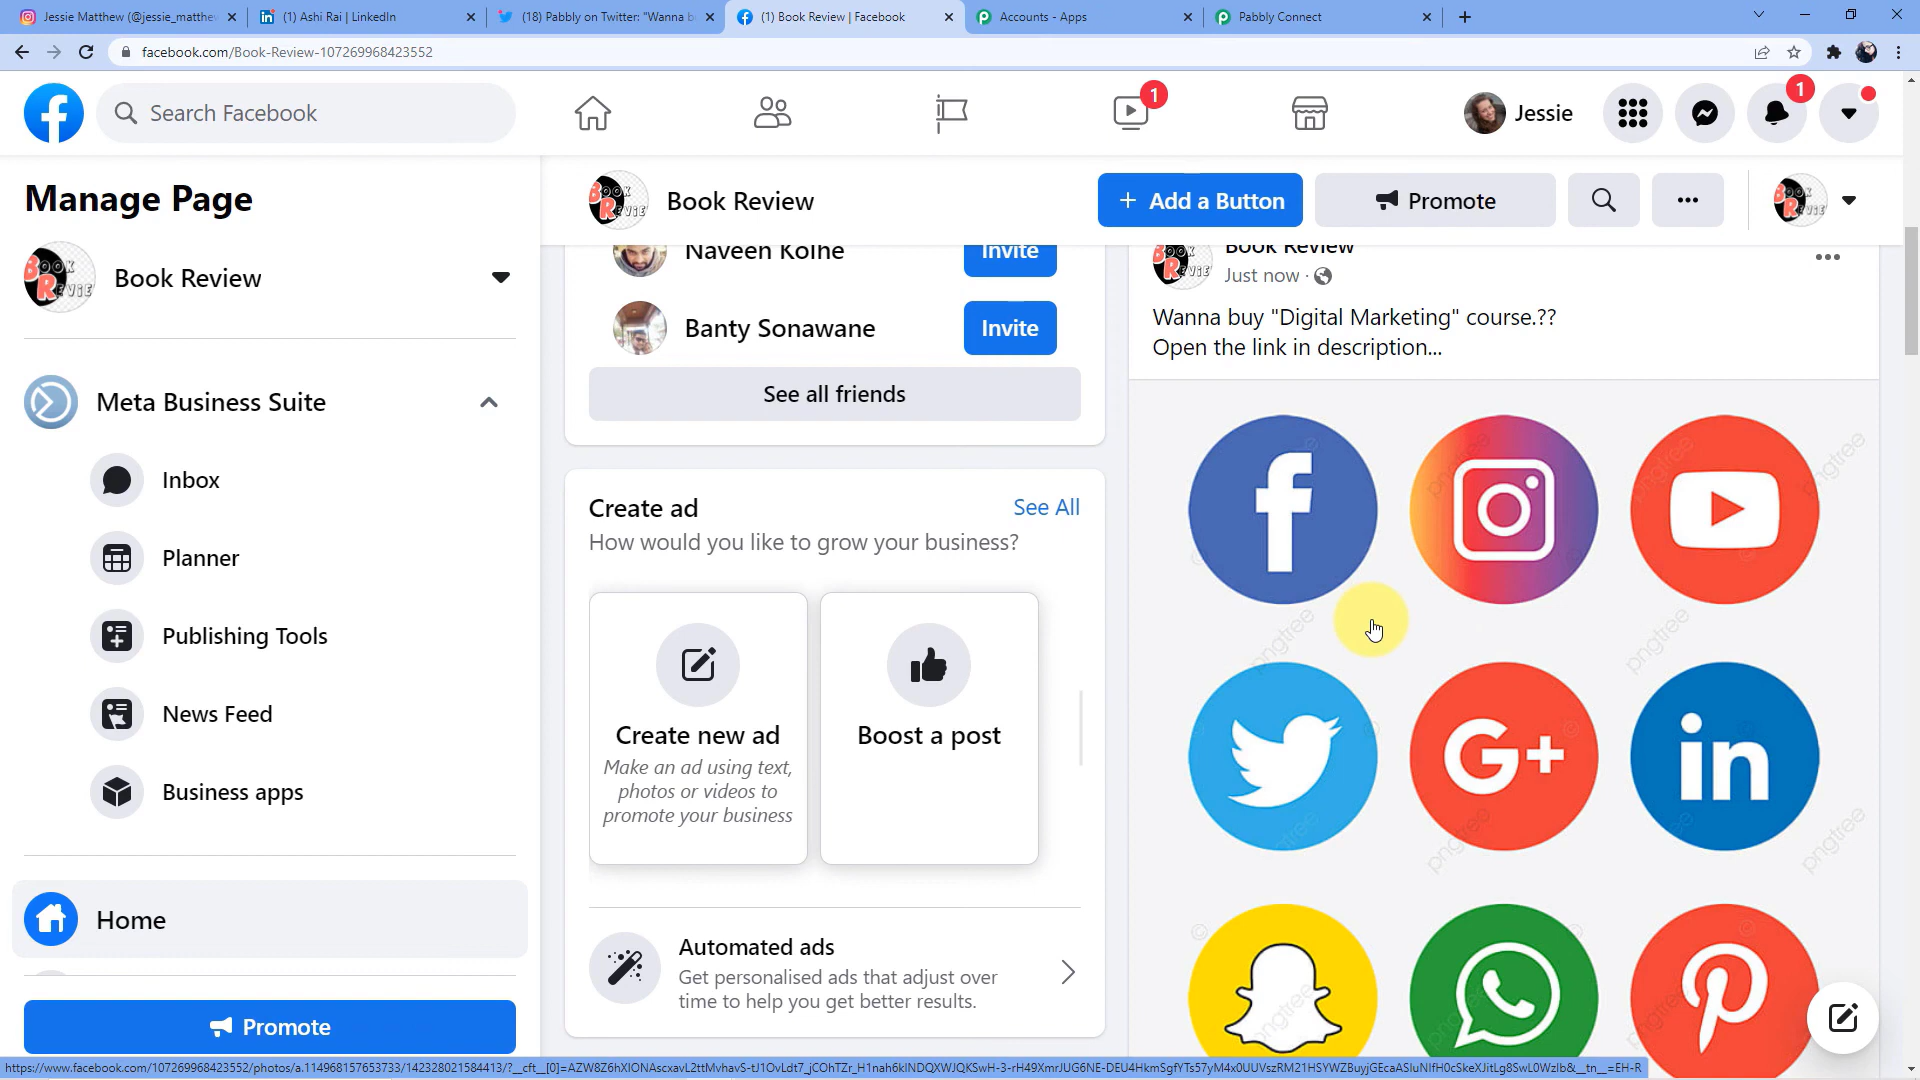 Jessie Matthew (@jessie_matthe
(1) Ashi Rai | LinkedIn
(18) Pabbly on Twitter: "Wanna b
(1) Book Review | Facebook
Accounts - Apps
Pabbly Connect
facebook.com/Book-Review-107269968423552
Search Facebook
1
Jessie
1
Manage Page
Book Review
Meta Business Suite
Inbox
Planner
Publishing Tools
News Feed
Business apps
Home
Promote
Book Review
+ Add a Button
Promote
Naveen Kolhe
Invite
Banty Sonawane
Invite
See all friends
Create ad
See All
How would you like to grow your business?
Create new ad
Make an ad using text,
photos or videos to
promote your business
Boost a post
Automated ads
Get personalised ads that adjust over
time to help you get better results.
Book Review
Just now ·
Wanna buy "Digital Marketing" course.??
Open the link in description...
G+
in
pngtree